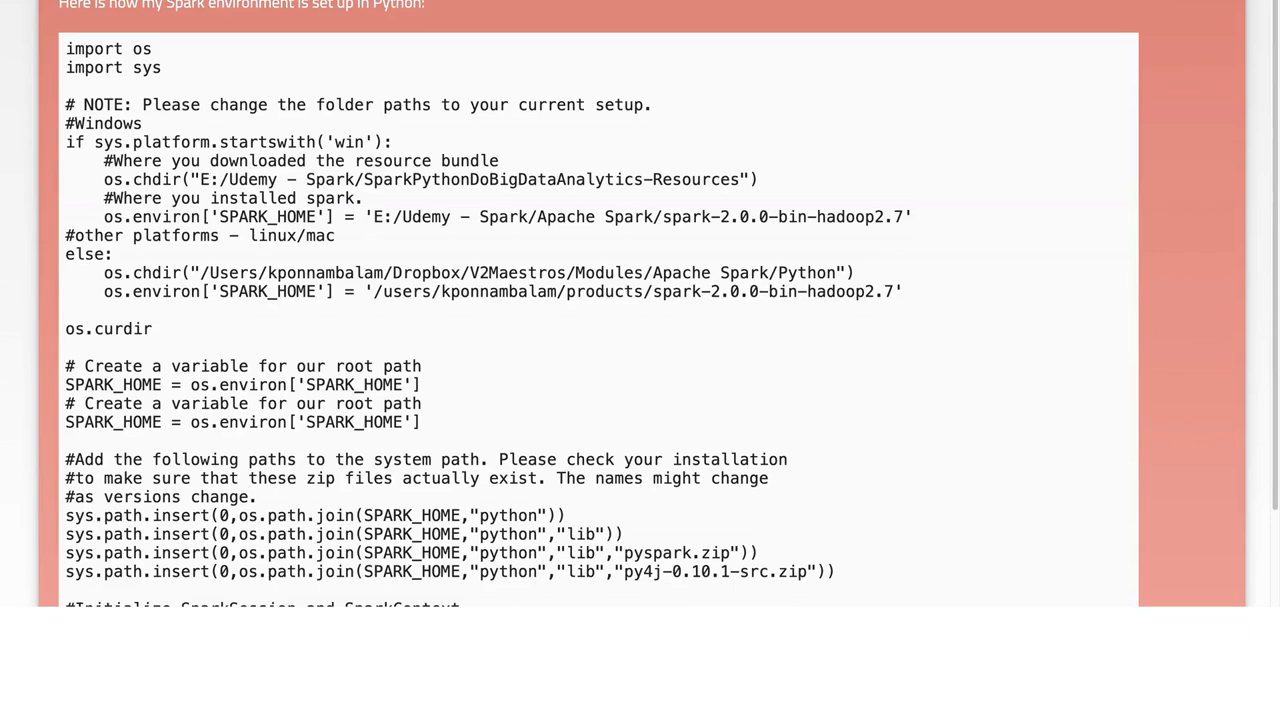 Here is how my Spark environment is set up in Python:
import os
import sys
# NOTE: Please change the folder paths to your current setup.
#Windows
if sys.platform.startswith('win'):
    #Where you downloaded the resource bundle
    os.chdir("E:/Udemy - Spark/SparkPythonDoBigDataAnalytics-Resources")
    #Where you installed spark.
    os.environ['SPARK_HOME'] = 'E:/Udemy - Spark/Apache Spark/spark-2.0.0-bin-hadoop2.7'
#other platforms - linux/mac
else:
    os.chdir("/Users/kponnambalam/Dropbox/V2Maestros/Modules/Apache Spark/Python")
    os.environ['SPARK_HOME'] = '/users/kponnambalam/products/spark-2.0.0-bin-hadoop2.7'
os.curdir
# Create a variable for our root path
SPARK_HOME = os.environ['SPARK_HOME']
# Create a variable for our root path
SPARK_HOME = os.environ['SPARK_HOME']
#Add the following paths to the system path. Please check your installation
#to make sure that these zip files actually exist. The names might change
#as versions change.
sys.path.insert(0,os.path.join(SPARK_HOME,"python"))
sys.path.insert(0,os.path.join(SPARK_HOME,"python","lib"))
sys.path.insert(0,os.path.join(SPARK_HOME,"python","lib","pyspark.zip"))
sys.path.insert(0,os.path.join(SPARK_HOME,"python","lib","py4j-0.10.1-src.zip"))
#Initialize SparkSession and SparkContext